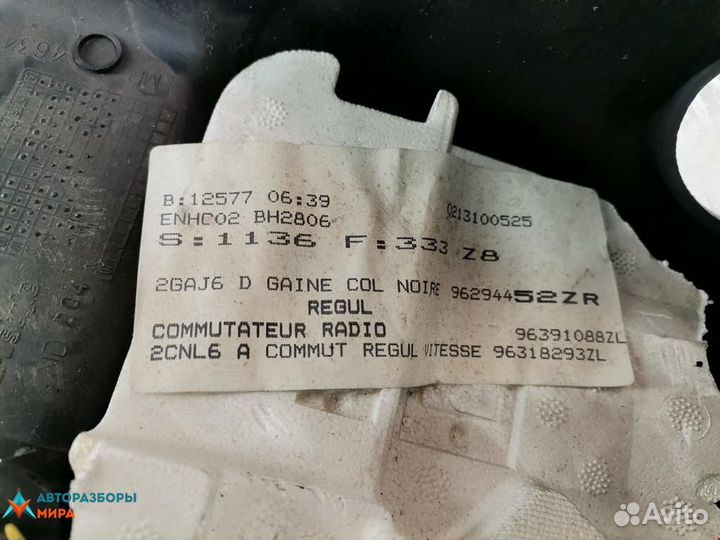 B:12577 06:39
ENHC02 BH2806
0213100525
S:1136 F:333 Z8
2GAJ6 D GAINE COL NOIRE 96294452ZR
REGUL
COMMUTATEUR RADIO 96391088ZL
2CNL6 A COMMUT REGUL VITESSE 96318293ZL
АВТОРАЗБОРЫ
МИРА
Avito